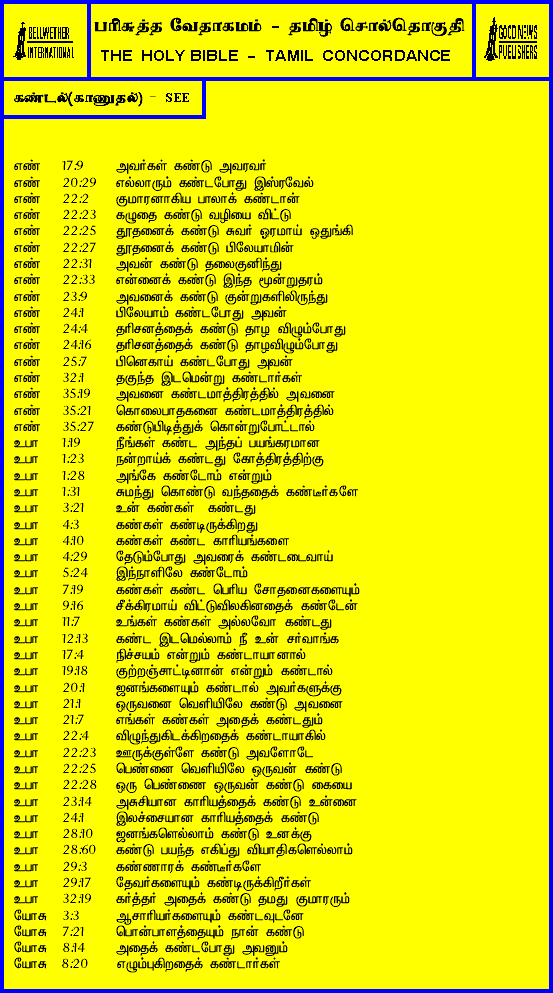 BELLWETHER
INTERNATIONAL
பரிசுத்த வேதாகமம் - தமிழ் சொல்தொகுதி
THE HOLY BIBLE - TAMIL CONCORDANCE
GOOD NEWS
PUBLISHERS
கண்டல்(காணுதல்) - SEE
எண் 17:9 அவர்கள் கண்டு அவரவர்
எண் 20:29 எல்லாரும் கண்டபோது இஸ்ரவேல்
எண் 22:2 குமாரனாகிய பாலாக் கண்டான்
எண் 22:23 கழுதை கண்டு வழியை விட்டு
எண் 22:25 தூதனைக் கண்டு சுவர் ஓரமாய் ஒதுங்கி
எண் 22:27 தூதனைக் கண்டு பிலேயாமின்
எண் 22:31 அவன் கண்டு தலைகுனிந்து
எண் 22:33 என்னைக் கண்டு இந்த மூன்றுதரம்
எண் 23:9 அவனைக் கண்டு குன்றுகளிலிருந்து
எண் 24:1 பிலேயாம் கண்டபோது அவன்
எண் 24:4 தரிசனத்தைக் கண்டு தாழ விழும்போது
எண் 24:16 தரிசனத்தைக் கண்டு தாழவிழும்போது
எண் 25:7 பினெகாய் கண்டபோது அவன்
எண் 32:1 தகுந்த இடமென்று கண்டார்கள்
எண் 35:19 அவனை கண்டமாத்திரத்தில் அவனை
எண் 35:21 கொலைபாதகனை கண்டமாத்திரத்தில்
எண் 35:27 கண்டுபிடித்துக் கொன்றுபோட்டால்
உபா 1:19 நீங்கள் கண்ட அந்தப் பயங்கரமான
உபா 1:23 நன்றாய்க் கண்டது கோத்திரத்திற்கு
உபா 1:28 அங்கே கண்டோம் என்றும்
உபா 1:31 சுமந்து கொண்டு வந்ததைக் கண்டீர்களே
உபா 3:21 உன் கண்கள் கண்டது
உபா 4:3 கண்கள் கண்டிருக்கிறது
உபா 4:10 கண்கள் கண்ட காரியங்களை
உபா 4:29 தேடும்போது அவரைக் கண்டடைவாய்
உபா 5:24 இந்நாளிலே கண்டோம்
உபா 7:19 கண்கள் கண்ட பெரிய சோதனைகளையும்
உபா 9:16 சீக்கிரமாய் விட்டுவிலகினதைக் கண்டேன்
உபா 11:7 உங்கள் கண்கள் அல்லவோ கண்டது
உபா 12:13 கண்ட இடமெல்லாம் நீ உன் சர்வாங்க
உபா 17:4 நிச்சயம் என்றும் கண்டாயானால்
உபா 19:18 குற்றஞ்சாட்டினான் என்றும் கண்டால்
உபா 20:1 ஜனங்களையும் கண்டால் அவர்களுக்கு
உபா 21:1 ஒருவனை வெளியிலே கண்டு அவனை
உபா 21:7 எங்கள் கண்கள் அதைக் கண்டதும்
உபா 22:4 விழுந்துகிடக்கிறதைக் கண்டாயாகில்
உபா 22:23 ஊருக்குள்ளே கண்டு அவளோடே
உபா 22:25 பெண்னை வெளியிலே ஒருவன் கண்டு
உபா 22:28 ஒரு பெண்ணை ஒருவன் கண்டு கையை
உபா 23:14 அசுசியான காரியத்தைக் கண்டு உன்னை
உபா 24:1 இலச்சையான காரியத்தைக் கண்டு
உபா 28:10 ஜனங்களெல்லாம் கண்டு உனக்கு
உபா 28:60 கண்டு பயந்த எகிப்து வியாதிகளெல்லாம்
உபா 29:3 கண்ணாரக் கண்டீர்களே
உபா 29:17 தேவர்களையும் கண்டிருக்கிறீர்கள்
உபா 32:19 கர்த்தர் அதைக் கண்டு தமது குமாரரும்
யோசு 3:3 ஆசாரியர்களையும் கண்டவுடனே
யோசு 7:21 பொன்பாளத்தையும் நான் கண்டு
யோசு 8:14 அதைக் கண்டபோது அவனும்
யோசு 8:20 எழும்புகிறதைக் கண்டார்கள்